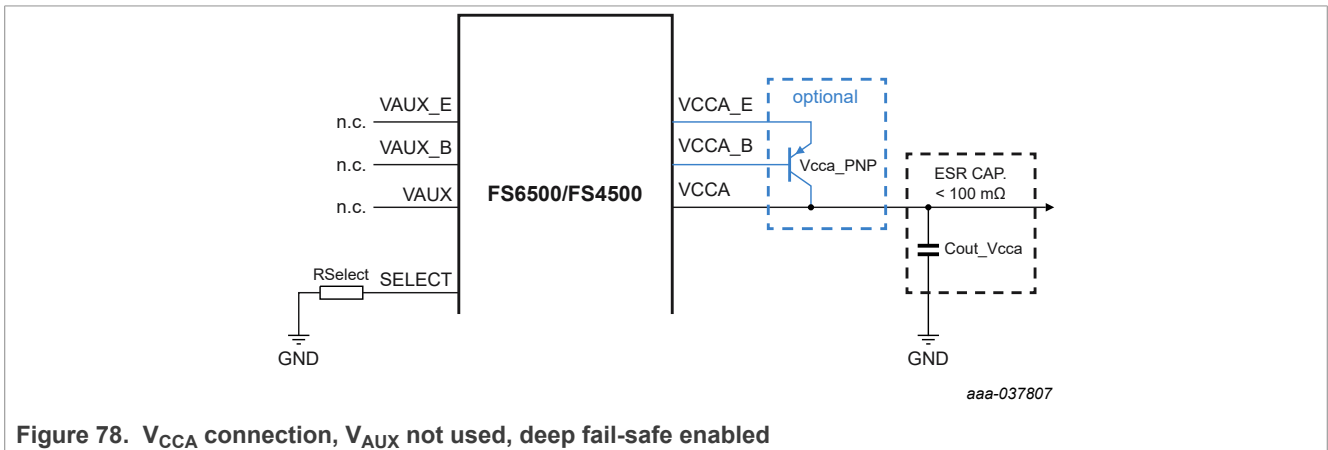 optional
VAUX_E
VCCA_E
n.c.
VAUX_B
VCCA_B
n.c.
Vcca_PNP
ESR CAP.
< 100 mΩ
VAUX
FS6500/FS4500
VCCA
n.c.
Cout_Vcca
RSelect
SELECT
GND
GND
aaa-037807
Figure 78. VCCA connection, VAUX not used, deep fail-safe enabled